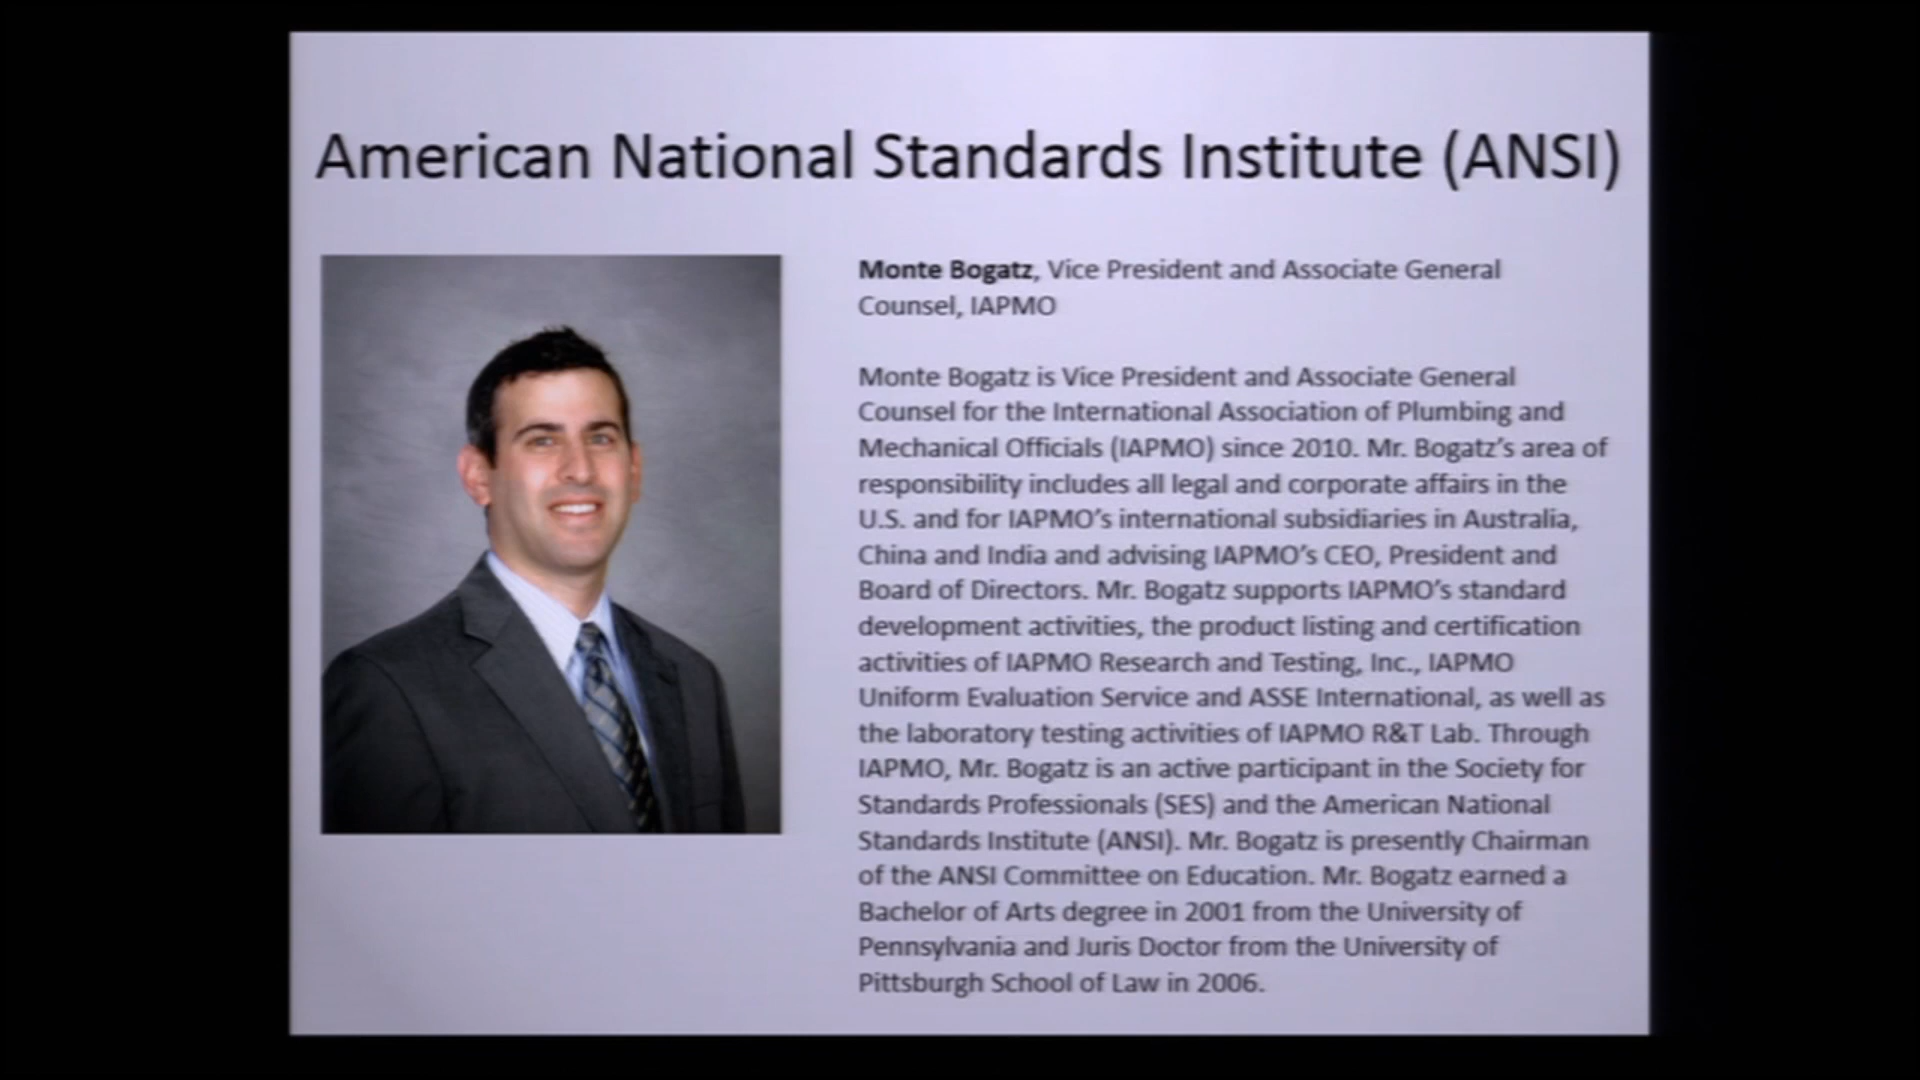 American National Standards Institute (ANSI)
Monte Bogatz, Vice President and Associate General
Counsel, IAPMO
Monte Bogatz is Vice President and Associate General
Counsel for the International Association of Plumbing and
Mechanical Officials (IAPMO) since 2010. Mr. Bogatz’s area of
responsibility includes all legal and corporate affairs in the
U.S. and for IAPMO’s international subsidiaries in Australia,
China and India and advising IAPMO’s CEO, President and
Board of Directors. Mr. Bogatz supports IAPMO’s standard
development activities, the product listing and certification
activities of IAPMO Research and Testing, Inc., IAPMO
Uniform Evaluation Service and ASSE International, as well as
the laboratory testing activities of IAPMO R&T Lab. Through
IAPMO, Mr. Bogatz is an active participant in the Society for
Standards Professionals (SES) and the American National
Standards Institute (ANSI). Mr. Bogatz is presently Chairman
of the ANSI Committee on Education. Mr. Bogatz earned a
Bachelor of Arts degree in 2001 from the University of
Pennsylvania and Juris Doctor from the University of
Pittsburgh School of Law in 2006.